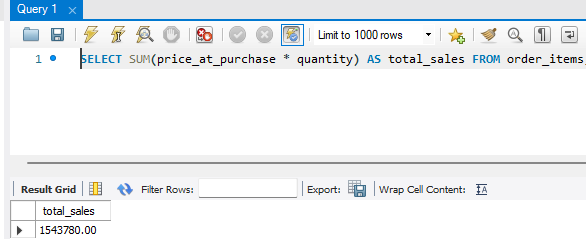 Query 1
Limit to 1000 rows
1 SELECT SUM(price_at_purchase * quantity) AS total_sales FROM order_items
Result Grid Filter Rows: Export: Wrap Cell Content:
total_sales
1543780.00